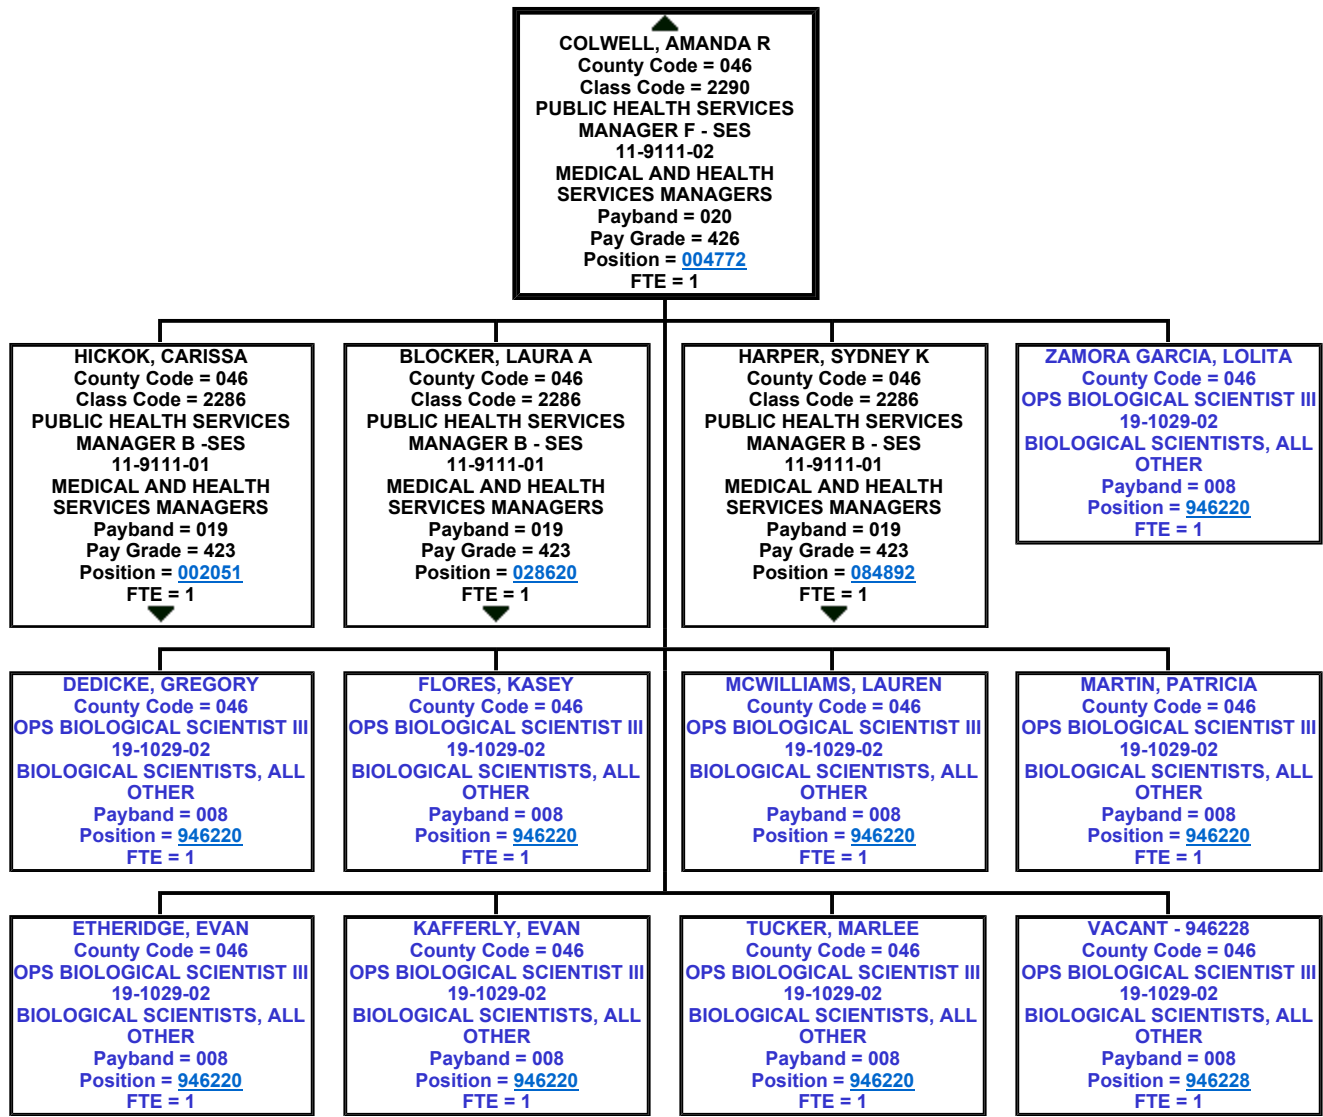 COLWELL, AMANDA R
County Code = 046
Class Code = 2290
PUBLIC HEALTH SERVICES
MANAGER F - SES
11-9111-02
MEDICAL AND HEALTH
SERVICES MANAGERS
Payband = 020
Pay Grade = 426
Position = 004772
FTE = 1
HICKOK, CARISSA
County Code = 046
Class Code = 2286
PUBLIC HEALTH SERVICES
MANAGER B -SES
11-9111-01
MEDICAL AND HEALTH
SERVICES MANAGERS
Payband = 019
Pay Grade = 423
Position = 002051
FTE = 1
BLOCKER, LAURA A
County Code = 046
Class Code = 2286
PUBLIC HEALTH SERVICES
MANAGER B - SES
11-9111-01
MEDICAL AND HEALTH
SERVICES MANAGERS
Payband = 019
Pay Grade = 423
Position = 028620
FTE = 1
HARPER, SYDNEY K
County Code = 046
Class Code = 2286
PUBLIC HEALTH SERVICES
MANAGER B - SES
11-9111-01
MEDICAL AND HEALTH
SERVICES MANAGERS
Payband = 019
Pay Grade = 423
Position = 084892
FTE = 1
ZAMORA GARCIA, LOLITA
County Code = 046
OPS BIOLOGICAL SCIENTIST III
19-1029-02
BIOLOGICAL SCIENTISTS, ALL
OTHER
Payband = 008
Position = 946220
FTE = 1
DEDICKE, GREGORY
County Code = 046
OPS BIOLOGICAL SCIENTIST III
19-1029-02
BIOLOGICAL SCIENTISTS, ALL
OTHER
Payband = 008
Position = 946220
FTE = 1
FLORES, KASEY
County Code = 046
OPS BIOLOGICAL SCIENTIST III
19-1029-02
BIOLOGICAL SCIENTISTS, ALL
OTHER
Payband = 008
Position = 946220
FTE = 1
MCWILLIAMS, LAUREN
County Code = 046
OPS BIOLOGICAL SCIENTIST III
19-1029-02
BIOLOGICAL SCIENTISTS, ALL
OTHER
Payband = 008
Position = 946220
FTE = 1
MARTIN, PATRICIA
County Code = 046
OPS BIOLOGICAL SCIENTIST III
19-1029-02
BIOLOGICAL SCIENTISTS, ALL
OTHER
Payband = 008
Position = 946220
FTE = 1
ETHERIDGE, EVAN
County Code = 046
OPS BIOLOGICAL SCIENTIST III
19-1029-02
BIOLOGICAL SCIENTISTS, ALL
OTHER
Payband = 008
Position = 946220
FTE = 1
KAFFERLY, EVAN
County Code = 046
OPS BIOLOGICAL SCIENTIST III
19-1029-02
BIOLOGICAL SCIENTISTS, ALL
OTHER
Payband = 008
Position = 946220
FTE = 1
TUCKER, MARLEE
County Code = 046
OPS BIOLOGICAL SCIENTIST III
19-1029-02
BIOLOGICAL SCIENTISTS, ALL
OTHER
Payband = 008
Position = 946220
FTE = 1
VACANT - 946228
County Code = 046
OPS BIOLOGICAL SCIENTIST III
19-1029-02
BIOLOGICAL SCIENTISTS, ALL
OTHER
Payband = 008
Position = 946228
FTE = 1